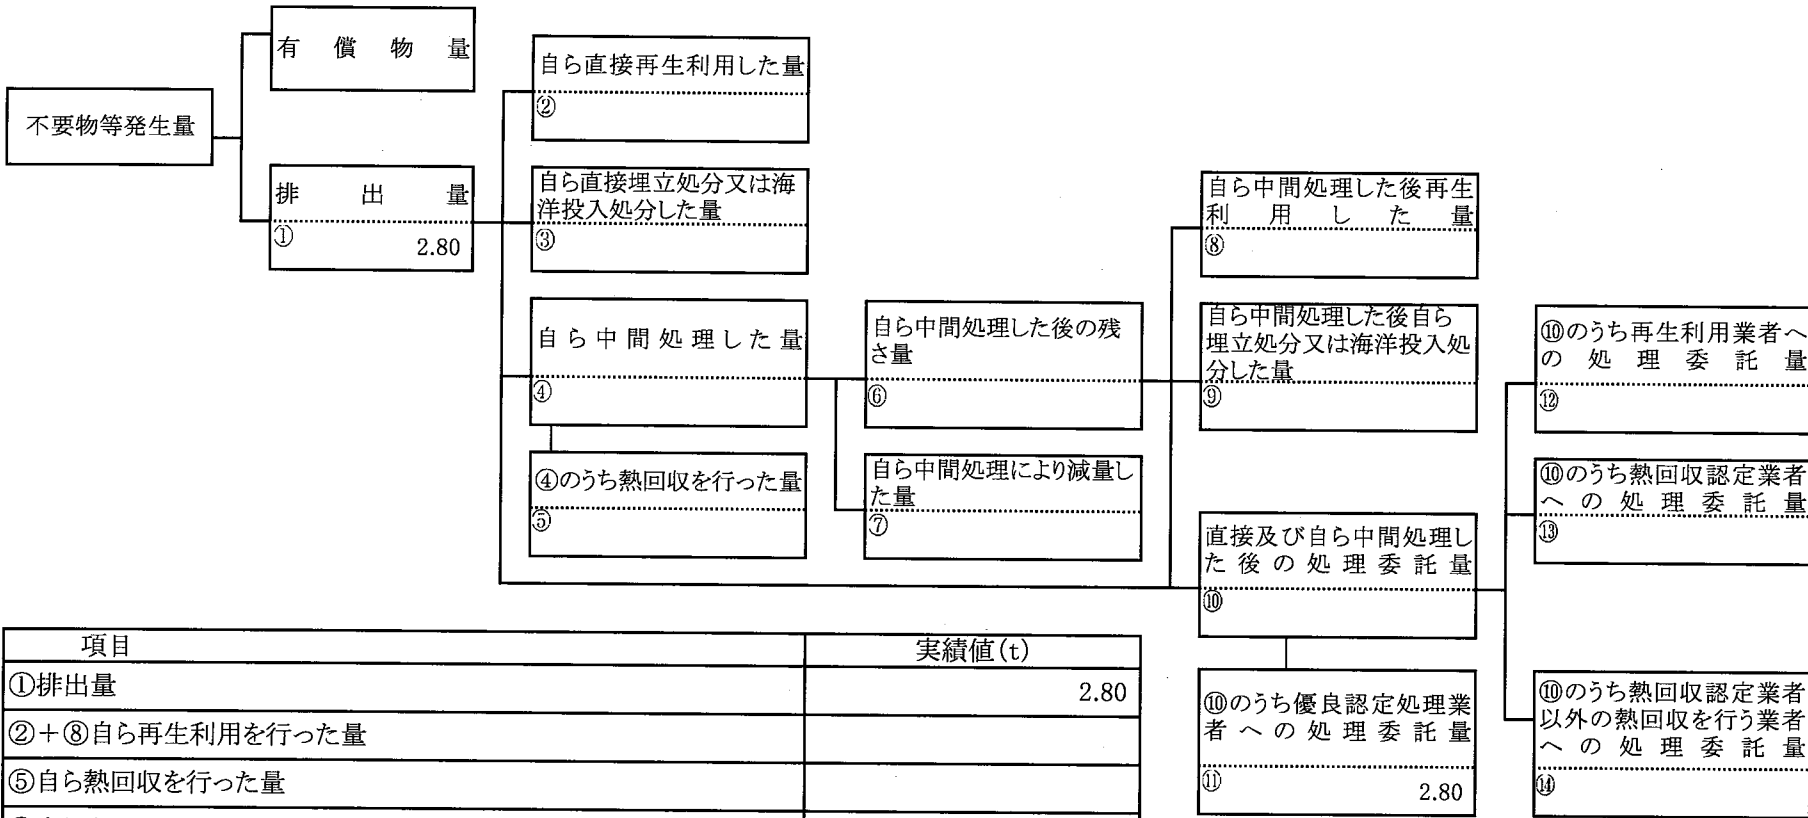 有償物量
不要物等発生量
排出量
①
2.80
自ら直接再生利用した量
②
自ら直接埋立処分又は海
洋投入処分した量
③
自ら中間処理した量
④
④のうち熱回収を行った量
⑤
自ら中間処理した後の残
さ量
⑥
自ら中間処理により減量し
た量
⑦
自ら中間処理した後再生
利用した量
⑧
自ら中間処理した後自ら
埋立処分又は海洋投入処
分した量
⑨
直接及び自ら中間処理し
た後の処理委託量
⑩
⑩のうち優良認定処理業
者への処理委託量
⑪
2.80
⑩のうち再生利用業者へ
の処理委託量
⑫
⑩のうち熱回収認定業者
への処理委託量
⑬
⑩のうち熱回収認定業者
以外の熱回収を行う業者
への処理委託量
⑭
項目 実績値(t)
①排出量 2.80
②+⑧自ら再生利用を行った量
⑤自ら熱回収を行った量